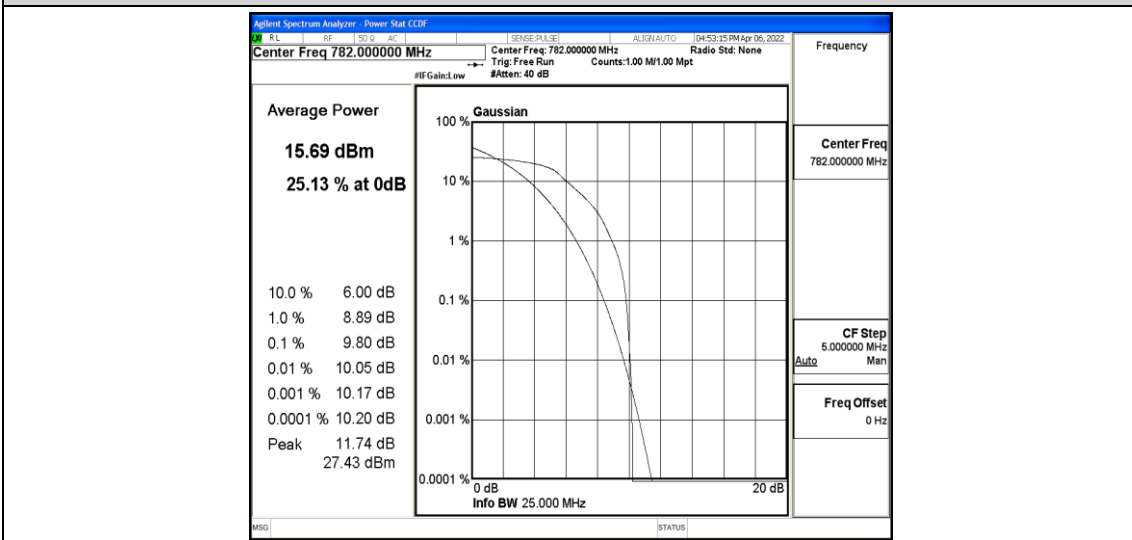 Agilent Spectrum Analyzer - Power Stat CCDF
RL RF 50 Ω AC SENSE:PULSE ALIGN AUTO 04:53:15 PM Apr 06, 2022
Center Freq 782.000000 MHz
Center Freq: 782.000000 MHz Radio Std: None
Trig: Free Run Counts:1.00 M/1.00 Mpt
#IFGain:Low #Atten: 40 dB
Frequency
Average Power
15.69 dBm
25.13 % at 0dB
10.0 % 6.00 dB
1.0 % 8.89 dB
0.1 % 9.80 dB
0.01 % 10.05 dB
0.001 % 10.17 dB
0.0001 % 10.20 dB
Peak 11.74 dB
27.43 dBm
Gaussian
100 %
10 %
1 %
0.1 %
0.01 %
0.001 %
0.0001 %
0 dB 20 dB
Info BW 25.000 MHz
Center Freq
782.000000 MHz
CF Step
5.000000 MHz
Auto Man
Freq Offset
0 Hz
MSG STATUS